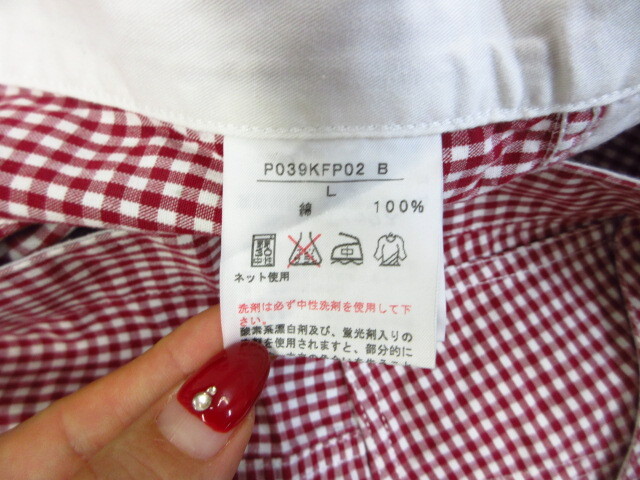 P039KFP02 B
L
綿 100%
ネット使用
洗剤は必ず中性洗剤を使用して下
さい。
酸素系漂白剤及び、蛍光剤入りの
を使用されますと、部分的に